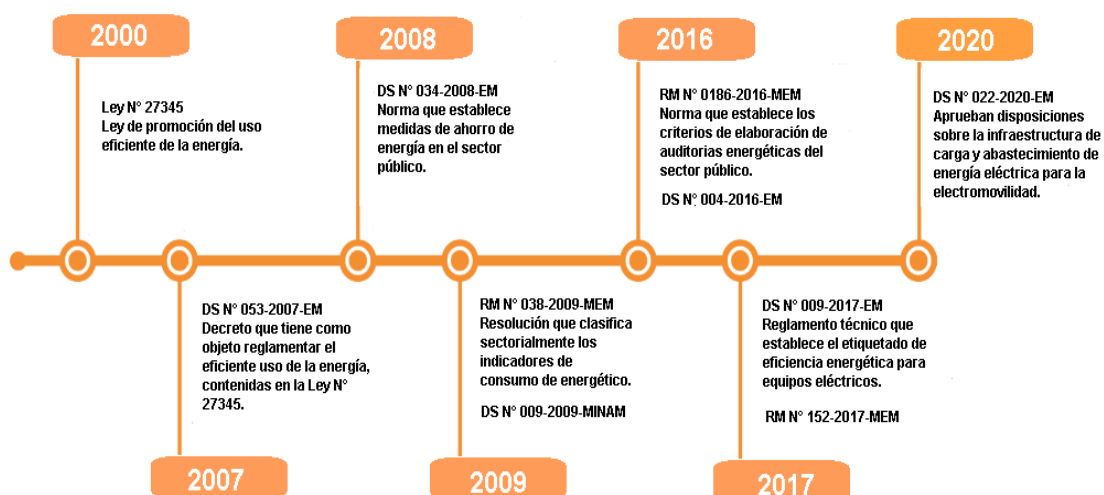 2000
Ley N° 27345
Ley de promoción del uso
eficiente de la energía.
DS N° 053-2007-EM
Decreto que tiene como
objeto reglamentar el
eficiente uso de la energía,
contenidas en la Ley N°
27345.
2007
2008
DS N° 034-2008-EM
Norma que establece
medidas de ahorro de
energía en el sector
público.
RM N° 038-2009-MEM
Resolución que clasifica
sectorialmente los
indicadores de
consumo de energético.
DS N° 009-2009-MINAM
2009
2016
RM N° 0186-2016-MEM
Norma que establece los
criterios de elaboración de
auditorias energéticas del
sector público.
DS N° 004-2016-EM
DS N° 009-2017-EM
Reglamento técnico que
establece el etiquetado de
eficiencia energética para
equipos eléctricos.
RM N° 152-2017-MEM
2017
2020
DS N° 022-2020-EM
Aprueban disposiciones
sobre la infraestructura de
carga y abastecimiento de
energía eléctrica para la
electromovilidad.